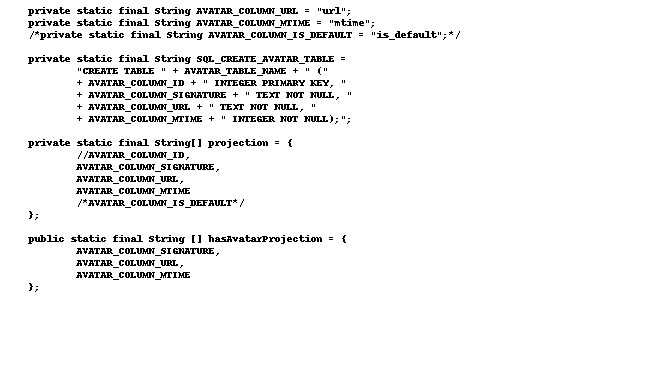 private static final String AVATAR_COLUMN_URL = "url";
private static final String AVATAR_COLUMN_MTIME = "mtime";
/*private static final String AVATAR_COLUMN_IS_DEFAULT = "is_default";*/
private static final String SQL_CREATE_AVATAR_TABLE =
"CREATE TABLE " + AVATAR_TABLE_NAME + " ("
+ AVATAR_COLUMN_ID + " INTEGER PRIMARY KEY, "
+ AVATAR_COLUMN_SIGNATURE + " TEXT NOT NULL, "
+ AVATAR_COLUMN_URL + " TEXT NOT NULL, "
+ AVATAR_COLUMN_MTIME + " INTEGER NOT NULL);";
private static final String[] projection = {
//AVATAR_COLUMN_ID,
AVATAR_COLUMN_SIGNATURE,
AVATAR_COLUMN_URL,
AVATAR_COLUMN_MTIME
/*AVATAR_COLUMN_IS_DEFAULT*/
};
public static final String [] hasAvatarProjection = {
AVATAR_COLUMN_SIGNATURE,
AVATAR_COLUMN_URL,
AVATAR_COLUMN_MTIME
};